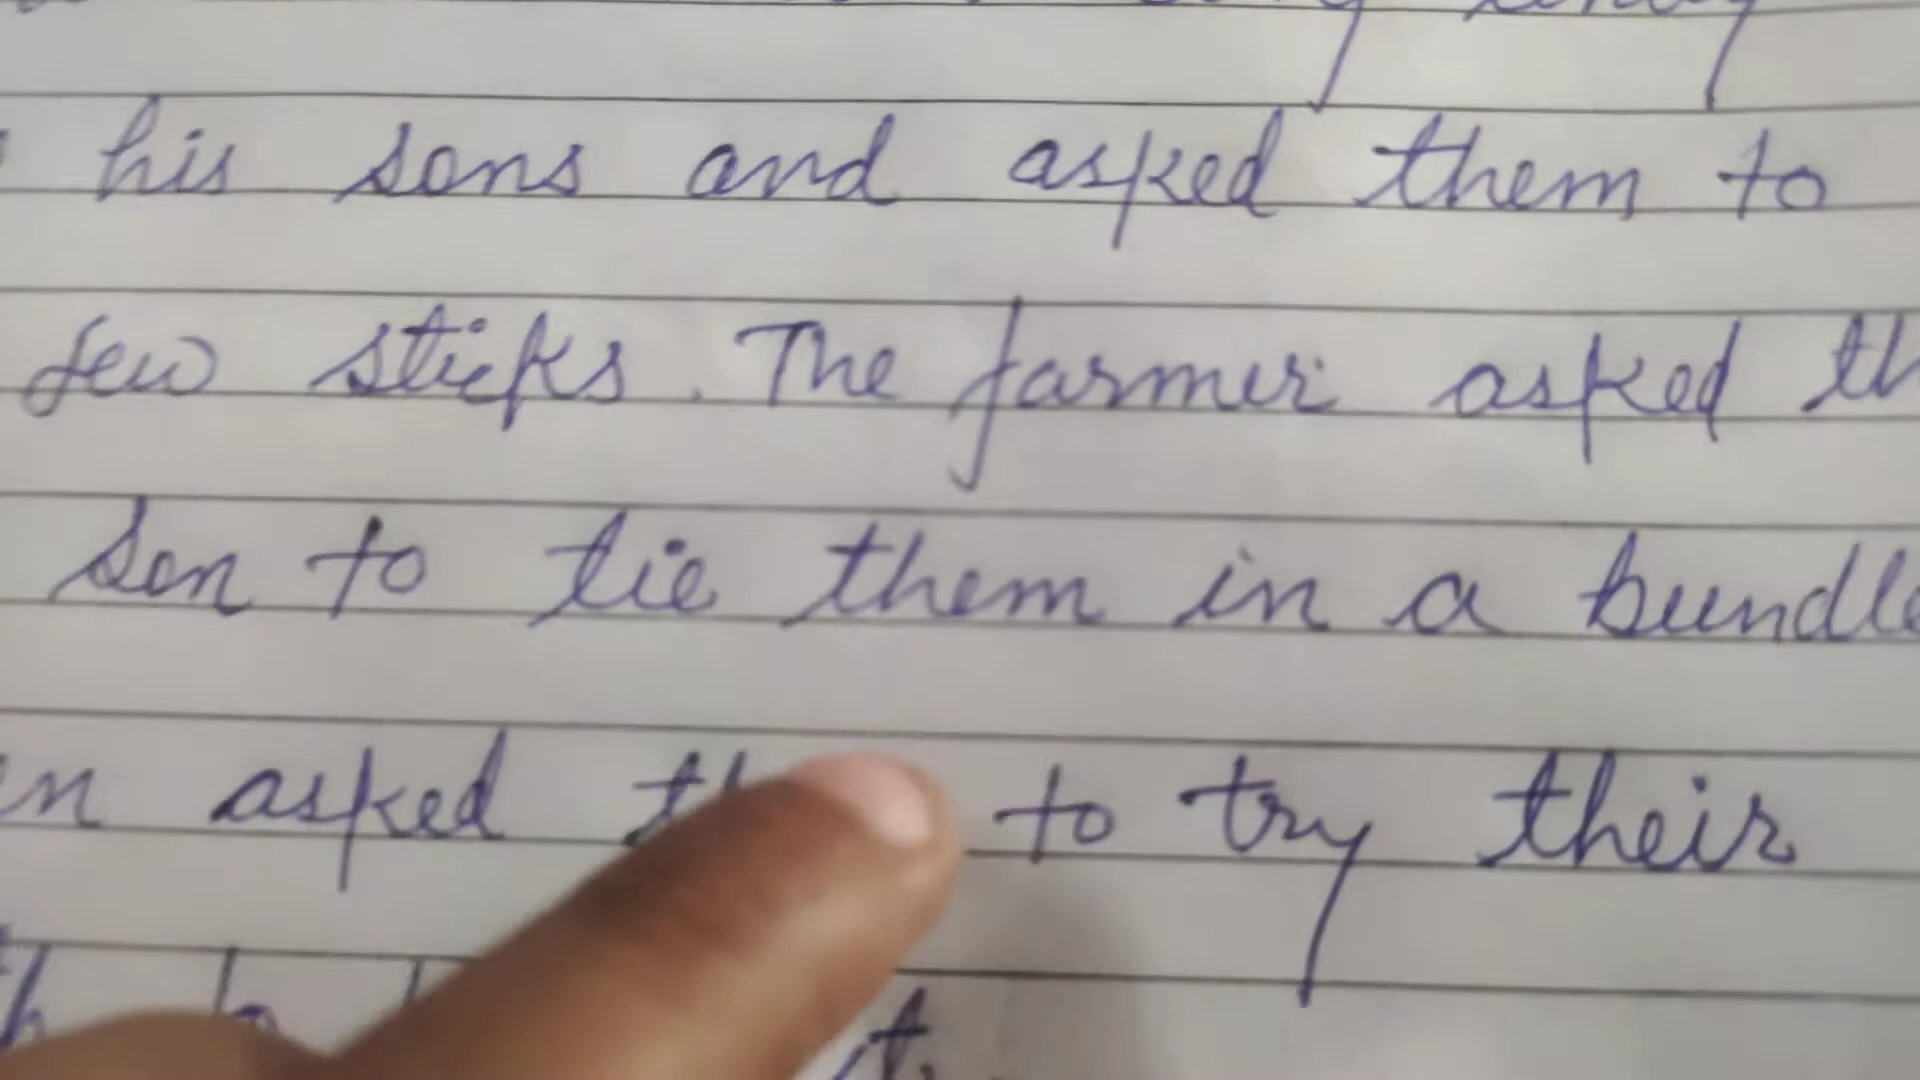 his sons and asked them to
few sticks. The farmer asked th
son to tie them in a bundle
asked to try their